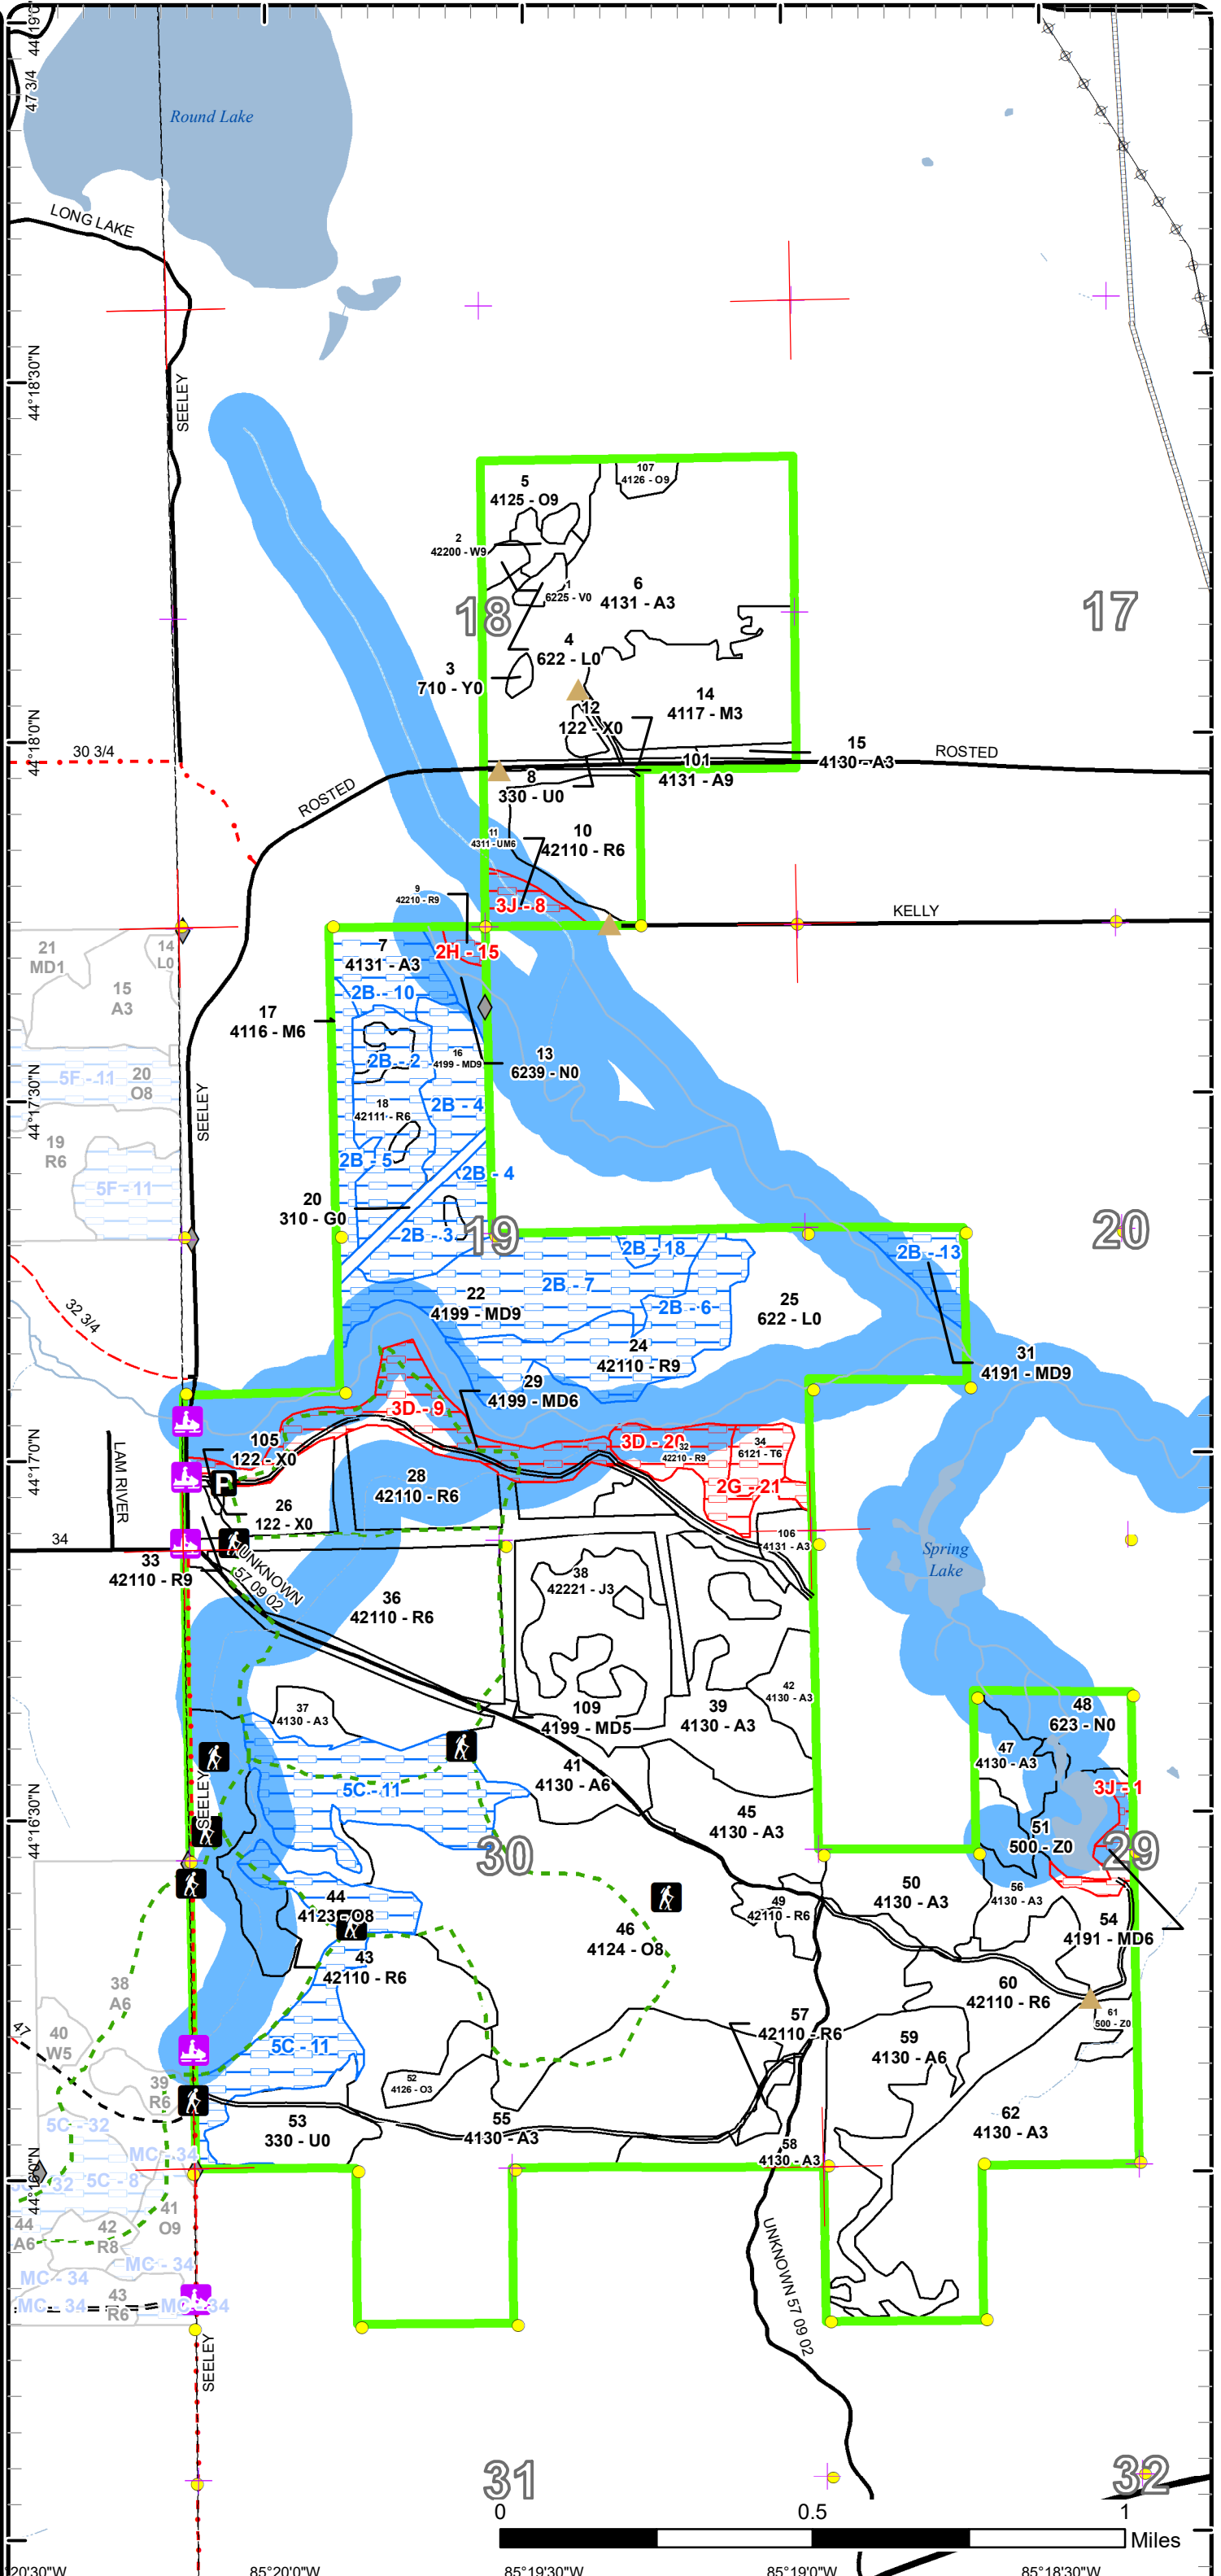 44°19'0"
47 3/4
Round Lake
LONG LAKE
SEELEY
44°18'30"N
5
4125 - O9
107
4126 - O9
2
42200 - W9
1
6225 - V0
6
4131 - A3
18
17
4
622 - L0
3
710 - Y0
14
4117 - M3
12
122 - X0
44°18'0"N
30 3/4
15
4130 - A3
ROSTED
101
4131 - A9
ROSTED
8
330 - U0
11
4311 - UM6
10
42110 - R6
9
42210 - R9
3J - 8
KELLY
21
MD1
14
L0
15
A3
7
4131 - A3
2H - 15
2B - 10
17
4116 - M6
2B - 2
16
4199 - MD9
13
6239 - N0
5F - 11
20
O8
44°17'30"N
SEELEY
18
42111 - R6
2B - 4
19
R6
2B - 5
2B - 4
5F - 11
20
310 - G0
2B - 3
19
20
2B - 18
2B - 13
2B - 7
32 3/4
22
4199 - MD9
2B - 6
25
622 - L0
24
42110 - R9
31
4191 - MD9
29
4199 - MD6
3D - 9
44°17'0"N
LAM RIVER
105
122 - X0
3D - 20
32
42210 - R9
34
6121 - T6
P
28
42110 - R6
2G - 21
26
122 - X0
34
106
4131 - A3
33
42110 - R9
UNKNOWN
57 09 02
Spring
Lake
38
42221 - J3
36
42110 - R6
42
4130 - A3
37
4130 - A3
109
4199 - MD5
39
4130 - A3
48
623 - N0
47
4130 - A3
41
4130 - A6
5C - 11
3J - 1
44°16'30"N
SEELEY
45
4130 - A3
51
500 - Z0
30
29
50
4130 - A3
56
4130 - A3
44
4123 - O8
49
42110 - R6
46
4124 - O8
54
4191 - MD6
43
42110 - R6
38
A6
60
42110 - R6
61
500 - Z0
57
42110 - R6
47
40
W5
59
4130 - A6
5C - 11
39
R6
52
4126 - O3
5C - 32
53
330 - U0
55
4130 - A3
62
4130 - A3
58
4130 - A3
MC - 34
44°16'0"N
32
5C - 8
41
O9
44
A6
42
R8
MC - 34
MC - 34
43
R6
MC - 34
MC - 34
UNKNOWN 57 09 02
SEELEY
31
32
0
0.5
1
Miles
20'30"W
85°20'0"W
85°19'30"W
85°19'0"W
85°18'30"W